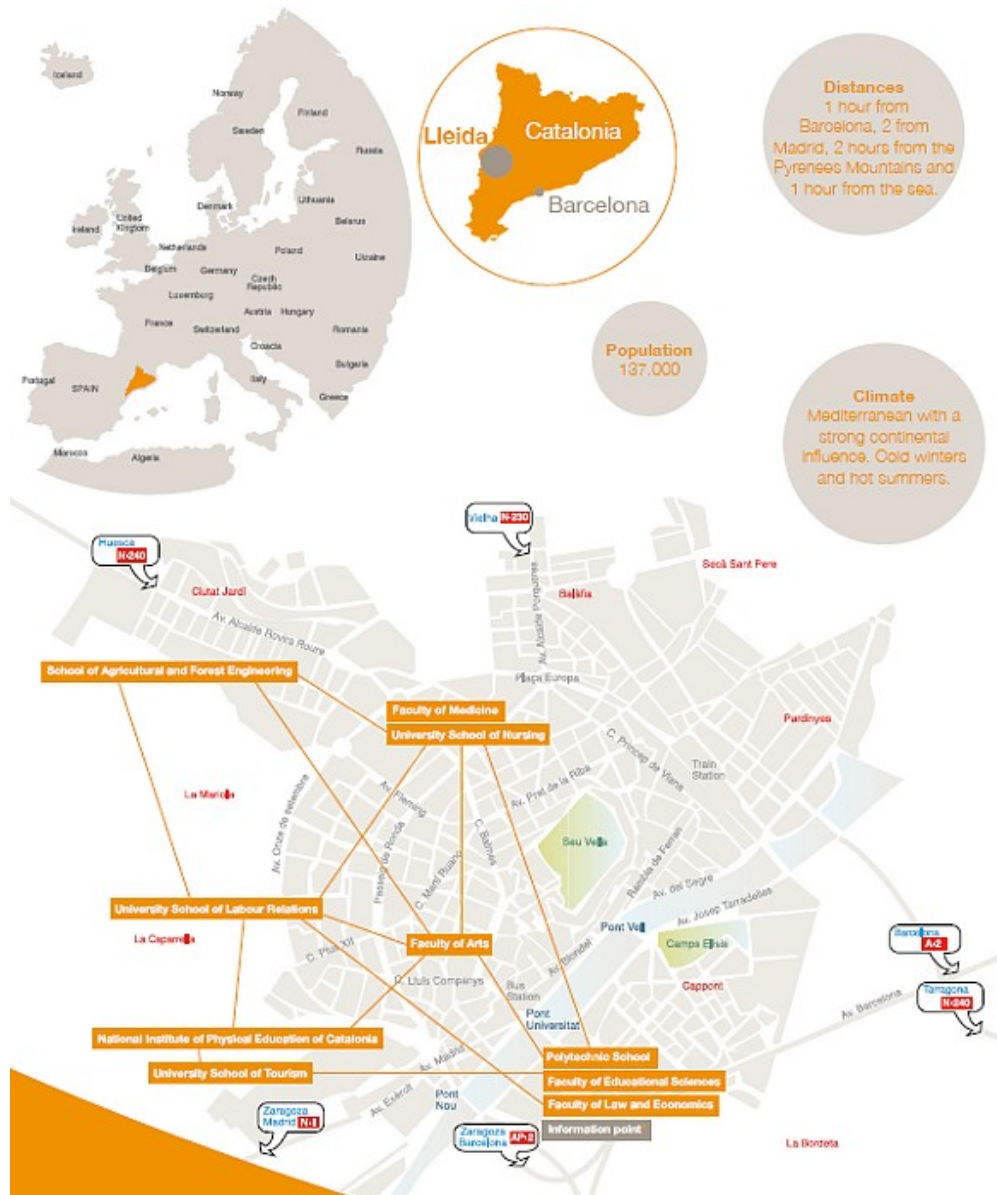 Iceland
Norway
Finland
Sweden
Russia
Denmark
Lithuania
Belarus
United
Kingtom
Ireland
Netherlands
Poland
Ukraine
Belgium
Germany
Czech
Republic
Luxemburg
Austria
Hungary
France
Switzerland
Romania
Croacia
Bulgaria
Portugal
SPAIN
Italy
Greece
Morocos
Algeria
Lleida
Catalonia
Barcelona
Distances
1 hour from
Barcelona, 2 from
Madrid, 2 hours from the
Pyrenees Mountains and
1 hour from the sea.
Population
137.000
Climate
Mediterranean with a
strong continental
influence. Cold winters
and hot summers.
Huesca
N-240
Vielha N-230
Ciutat Jardí
Balàfia
Secà Sant Pere
Av. Alcalde Rovira Roure
Av. Alcalde Porqueres
Plaça Europa
School of Agricultural and Forest Engineering
Faculty of Medicine
University School of Nursing
Pardinyes
C. Príncep de Viana
Train
Station
Av. Prat de la Riba
La Mariola
Av. Onze de setembre
Av. Fleming
Passeig de Ronda
C. Martí Ruano
C. Balmes
Seu Vella
Rambla de Ferran
Av. del Segre
Av. Josep Tarradellas
University School of Labour Relations
La Caparrella
C. Pius XII
Faculty of Arts
Pont Vell
Camps Elisis
Av. Blondel
C. Lluís Companys
Bus
Station
Cappont
Barcelona
A-2
Tarragona
N-240
Av. Barcelona
Pont
Universitat
National Institute of Physical Education of Catalonia
University School of Tourism
Av. Madrid
Av. Exèrcit
Pont
Nou
Polytechnic School
Faculty of Educational Sciences
Faculty of Law and Economics
Information point
Zaragoza
Madrid N-II
Zaragoza
Barcelona AP-2
La Bordeta